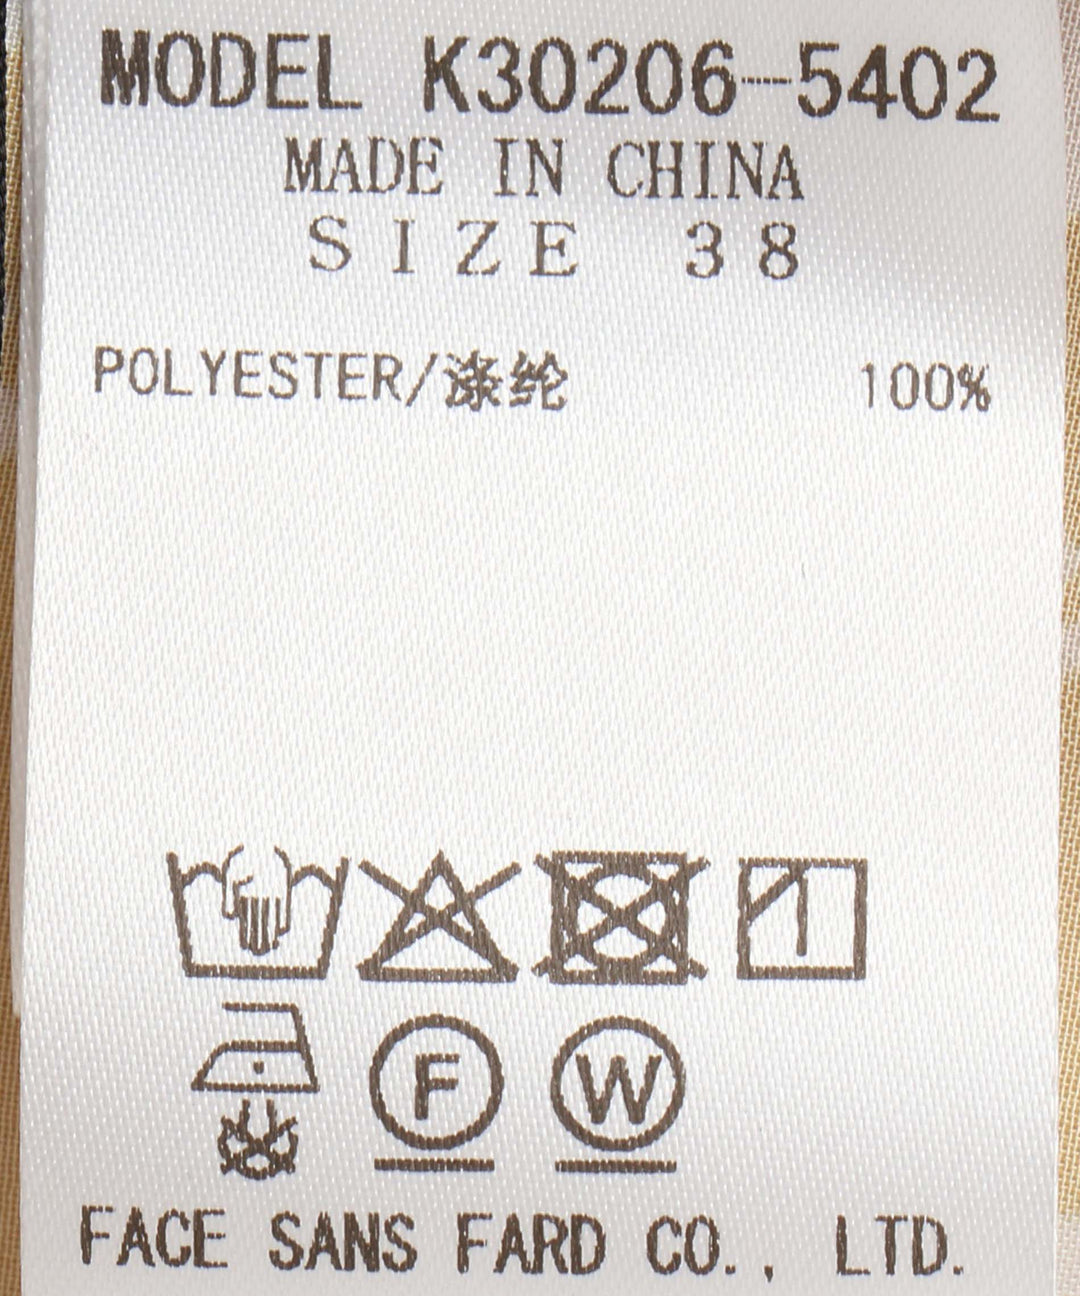 MODEL K30206-5402
MADE IN CHINA
SIZE 38
POLYESTER/涤纶 100%
F W
FACE SANS FARD CO., LTD.